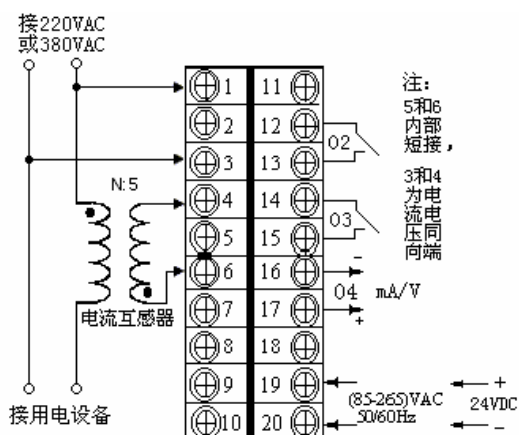 接220VAC
或380VAC
N:5
电流互感器
接用电设备
1 11
2 12
3 13
4 14
5 15
6 16
7 17
8 18
9 19
10 20
O2
O3
O4 mA/V
−
+
注:
5和6
内部
短接，
3和4
为电
流电
压同
向端
(85-265)VAC
50/60Hz
+
24VDC
−